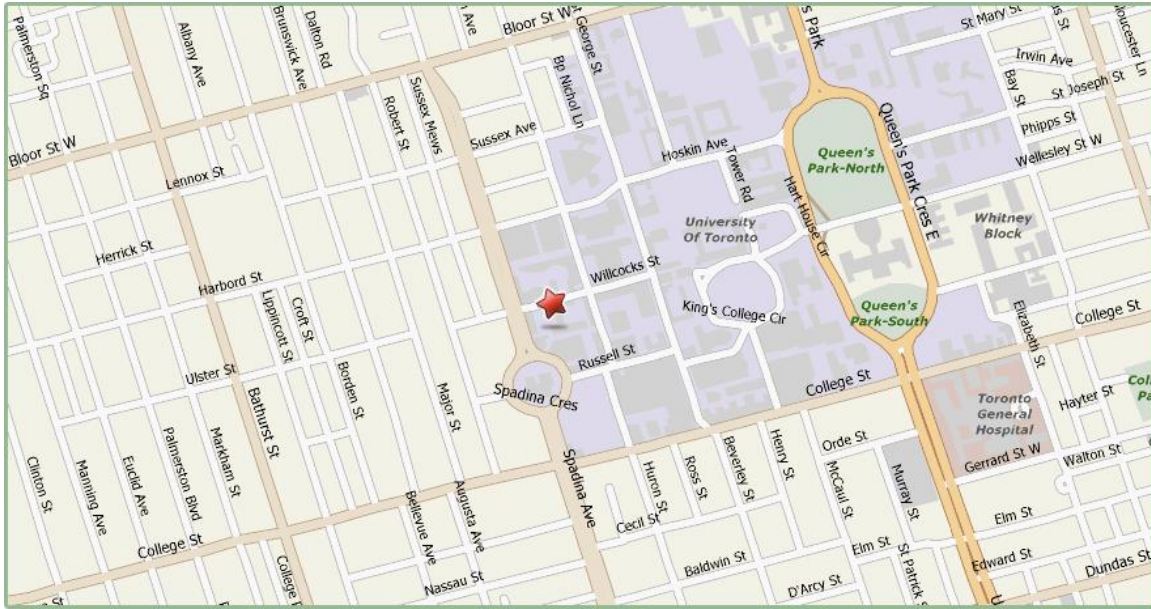 Palmerston Sq
Albany Ave
Brunswick Ave
Dalton Rd
Bloor St W
St George St
Bp Nichol Ln
s Park
St Mary St
Irwin Ave
Bay St
St Joseph St
Phipps St
Wellesley St W
Sussex Mews
Robert St
Sussex Ave
Hoskin Ave
Tower Rd
Queen's
Park-North
Queen's Park Cres E
Hart House Cir
Bloor St W
Lennox St
University
Of Toronto
Whitney
Block
Herrick St
Harbord St
Willcocks St
King's College Cir
Queen's
Park-South
College St
Elizabeth St
Lippincott St
Croft St
Russell St
Ulster St
Borden St
Major St
Spadina Cres
College St
Bathurst St
Toronto
General
Hospital
Hayter St
Clinton St
Manning Ave
Euclid Ave
Palmerston Blvd
Markham St
Spadina Ave
Huron St
Ross St
Beverley St
Henry St
Orde St
McCaul St
Murray St
Gerrard St W
Walton St
College St
Bellevue Ave
Augusta Ave
Cecil St
Elm St
Elm St
Nassau St
Baldwin St
D'Arcy St
St Patrick St
Edward St
Dundas St